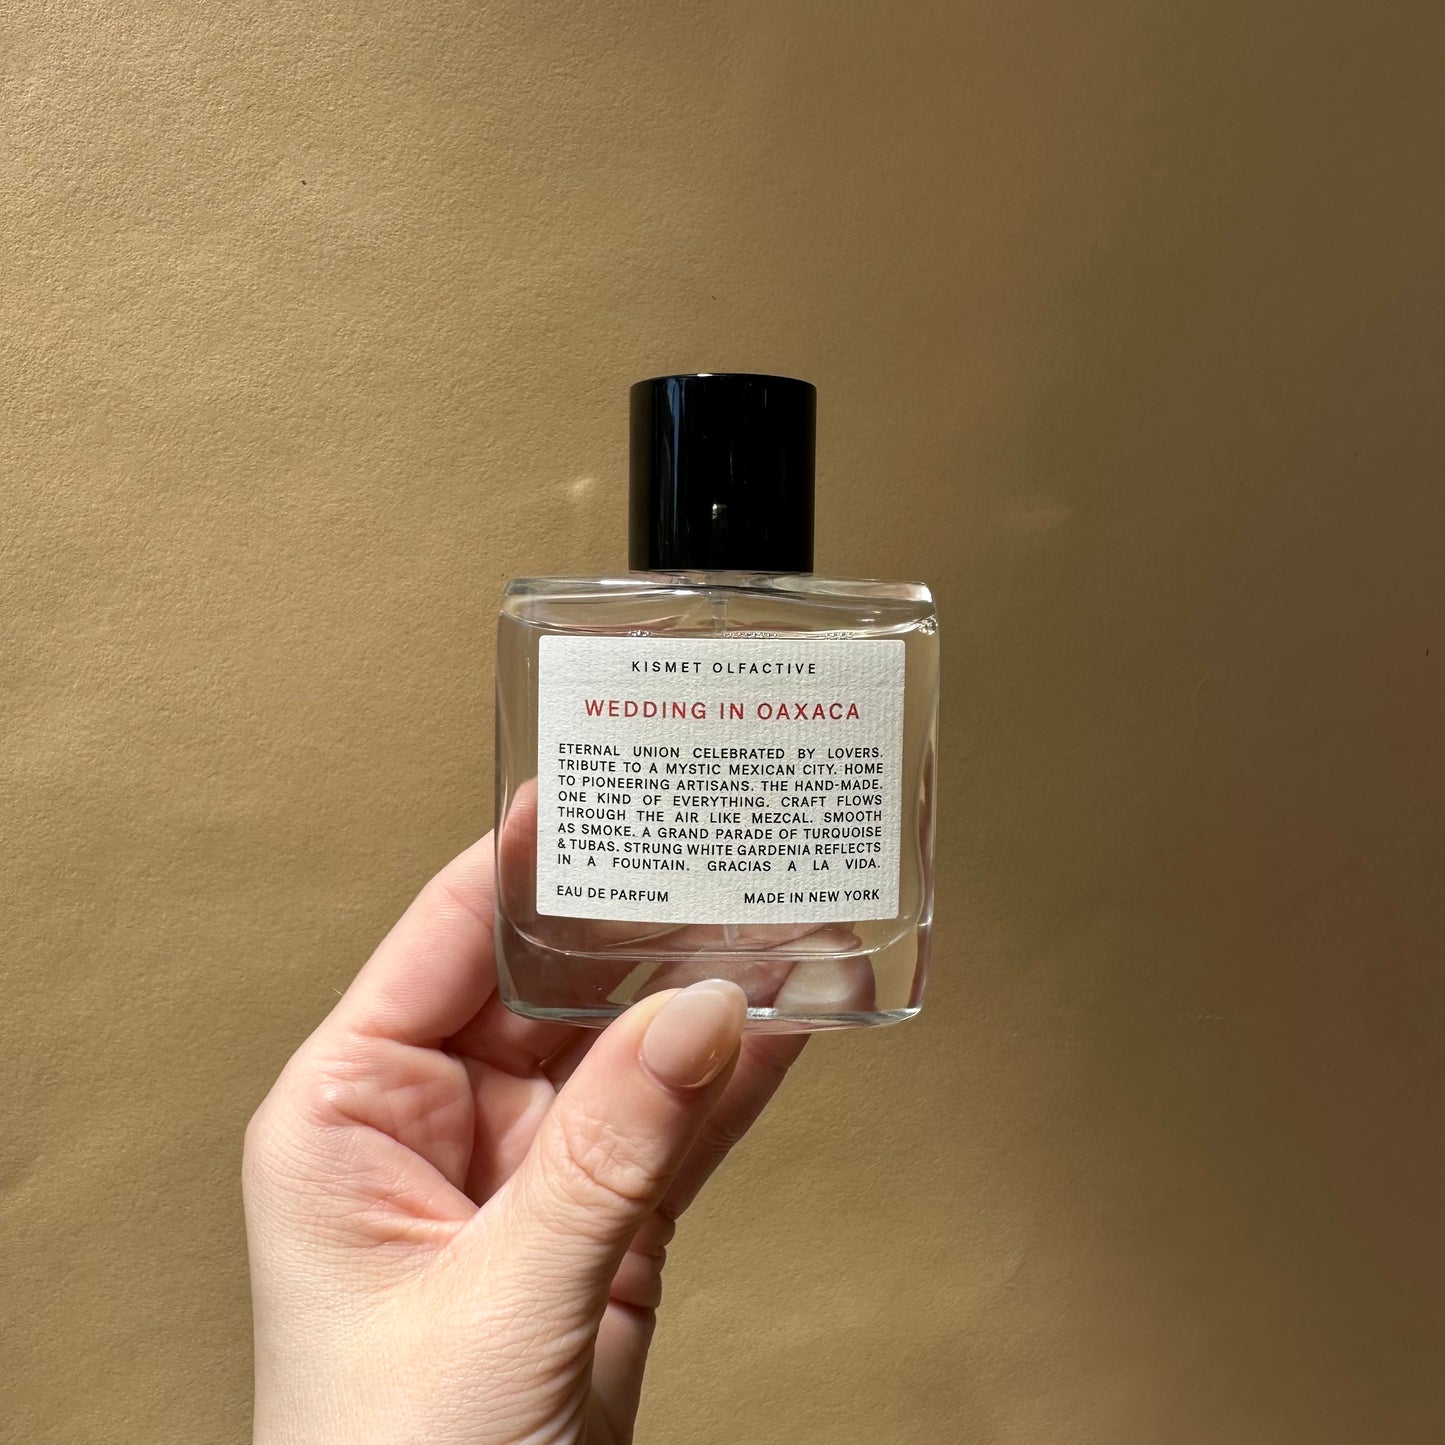 KISMET OLFACTIVE
WEDDING IN OAXACA
ETERNAL UNION CELEBRATED BY LOVERS.
TRIBUTE TO A MYSTIC MEXICAN CITY. HOME
TO PIONEERING ARTISANS. THE HAND-MADE.
ONE KIND OF EVERYTHING. CRAFT FLOWS
THROUGH THE AIR LIKE MEZCAL. SMOOTH
AS SMOKE. A GRAND PARADE OF TURQUOISE
& TUBAS. STRUNG WHITE GARDENIA REFLECTS
IN A FOUNTAIN. GRACIAS A LA VIDA.
EAU DE PARFUM MADE IN NEW YORK